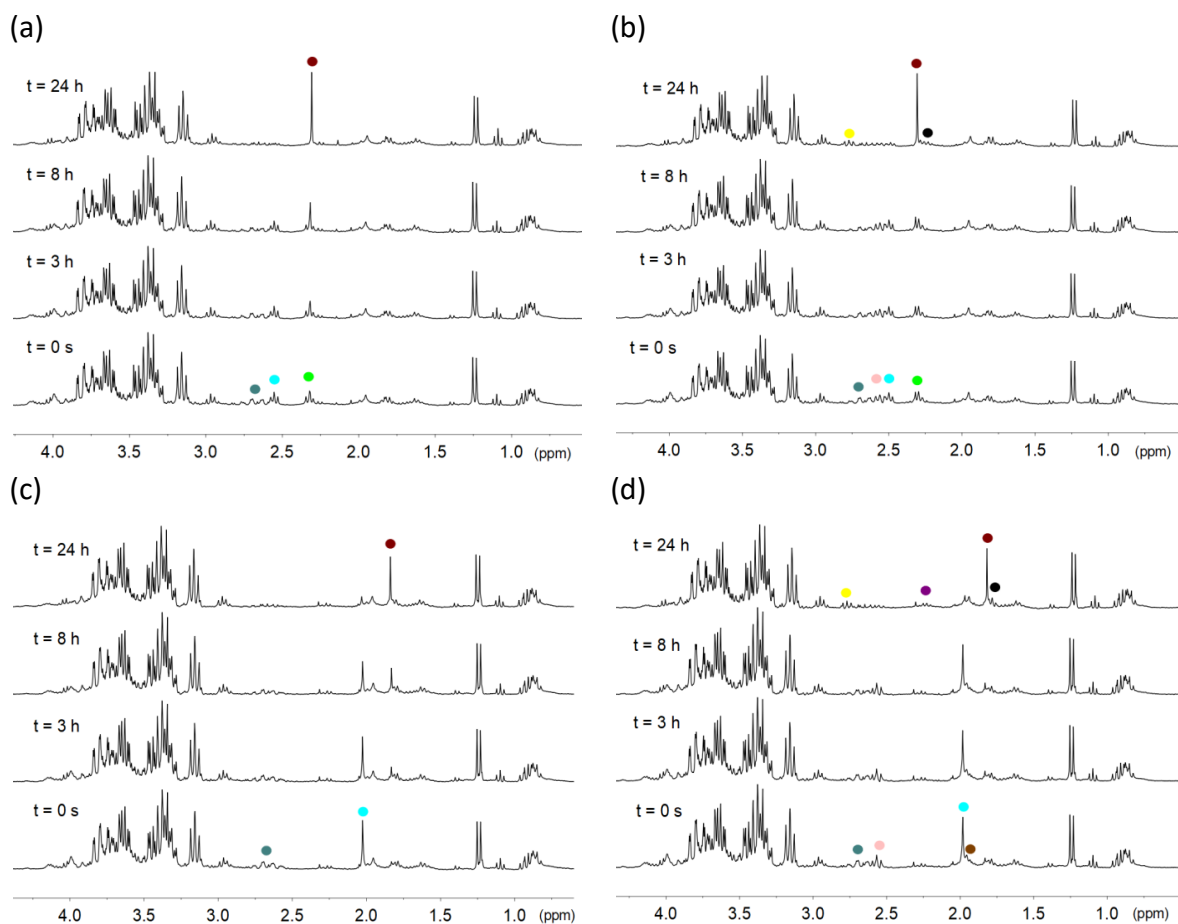 (a)
t = 24 h
t = 8 h
t = 3 h
t = 0 s
4.0 3.5 3.0 2.5 2.0 1.5 1.0 (ppm)
(b)
t = 24 h
t = 8 h
t = 3 h
t = 0 s
4.0 3.5 3.0 2.5 2.0 1.5 1.0 (ppm)
(c)
t = 24 h
t = 8 h
t = 3 h
t = 0 s
4.0 3.5 3.0 2.5 2.0 1.5 1.0 (ppm)
(d)
t = 24 h
t = 8 h
t = 3 h
t = 0 s
4.0 3.5 3.0 2.5 2.0 1.5 1.0 (ppm)